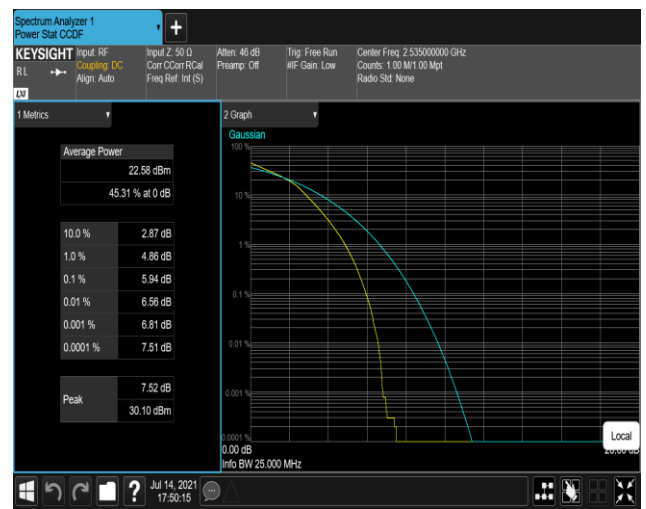 Spectrum Analyzer 1
Power Stat CCDF
+
KEYSIGHT Input: RF Input Z: 50 Ω Atten: 46 dB Trig: Free Run Center Freq: 2.535000000 GHz
RL Coupling: DC Corr CCorr RCal Preamp: Off #IF Gain: Low Counts: 1.00 M/1.00 Mpt
Align: Auto Freq Ref: Int (S) Radio Std: None
LXI
1 Metrics
2 Graph
Gaussian
Average Power
22.58 dBm
45.31 % at 0 dB
10.0 % 2.87 dB
1.0 % 4.86 dB
0.1 % 5.94 dB
0.01 % 6.56 dB
0.001 % 6.81 dB
0.0001 % 7.51 dB
Peak 7.52 dB
30.10 dBm
100 %
10 %
1 %
0.1 %
0.01 %
0.001 %
0.0001 %
0.00 dB
Info BW 25.000 MHz
Local
?
Jul 14, 2021
17:50:15